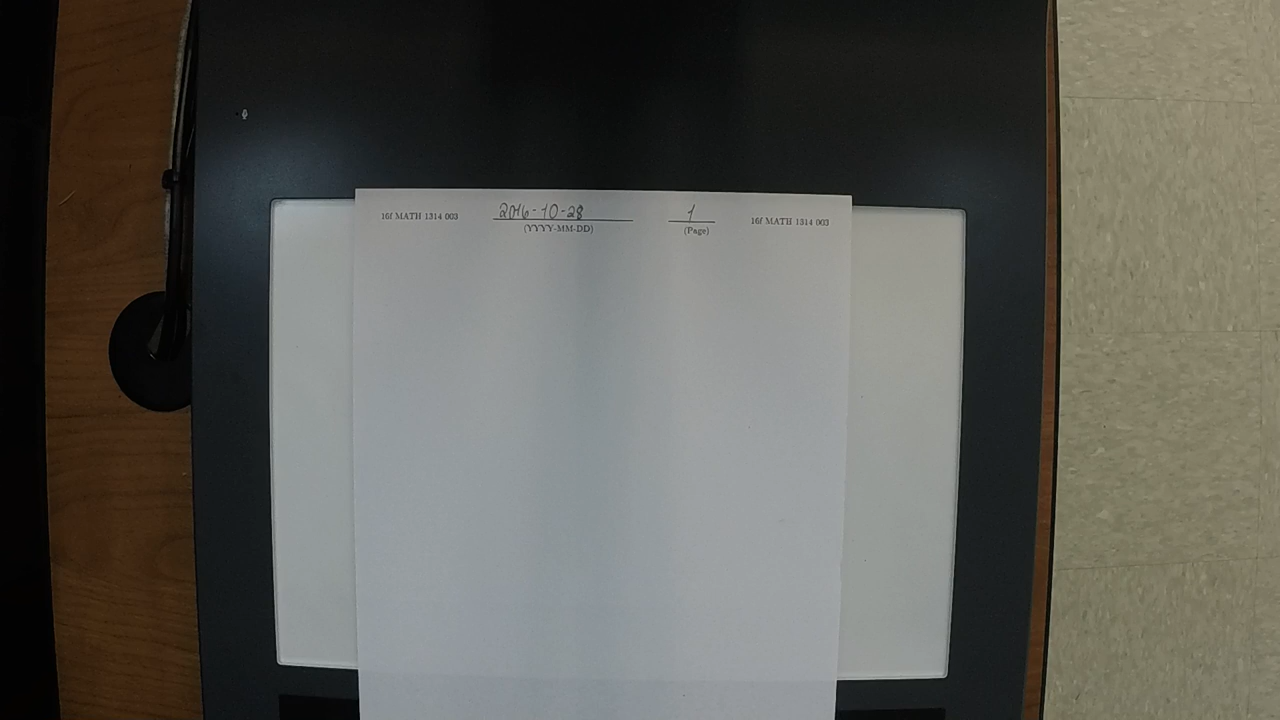 16f MATH 1314 003 2016-10-28 1 16f MATH 1314 003
(YYYY-MM-DD) (Page)